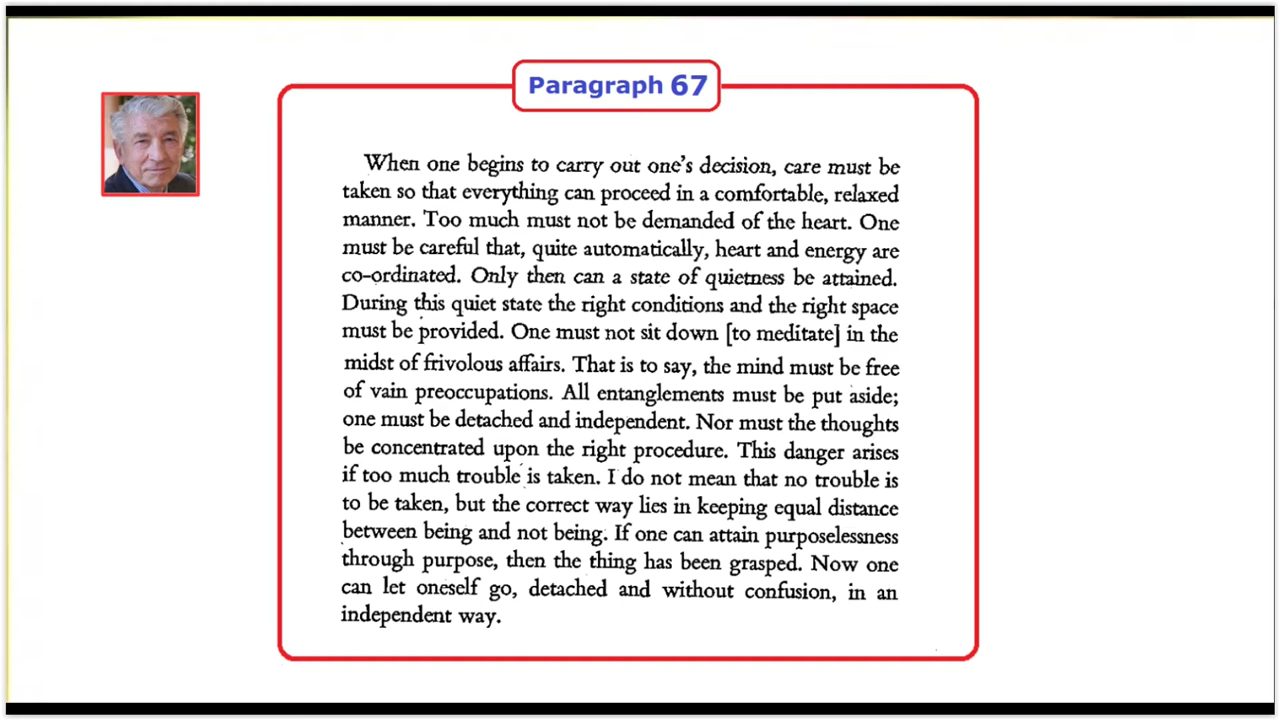 Paragraph 67
When one begins to carry out one's decision, care must be
taken so that everything can proceed in a comfortable, relaxed
manner. Too much must not be demanded of the heart. One
must be careful that, quite automatically, heart and energy are
co-ordinated. Only then can a state of quietness be attained.
During this quiet state the right conditions and the right space
must be provided. One must not sit down [to meditate] in the
midst of frivolous affairs. That is to say, the mind must be free
of vain preoccupations. All entanglements must be put aside;
one must be detached and independent. Nor must the thoughts
be concentrated upon the right procedure. This danger arises
if too much trouble is taken. I do not mean that no trouble is
to be taken, but the correct way lies in keeping equal distance
between being and not being. If one can attain purposelessness
through purpose, then the thing has been grasped. Now one
can let oneself go, detached and without confusion, in an
independent way.